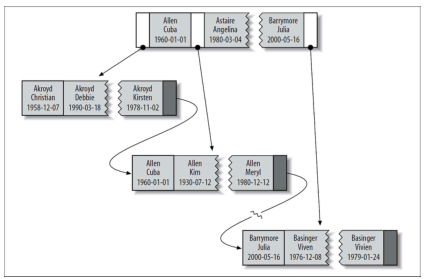 Allen
Cuba
1960-01-01
Astaire
Angelina
1980-03-04
Barrymore
Julia
2000-05-16
Akroyd
Christian
1958-12-07
Akroyd
Debbie
1990-03-18
Akroyd
Kirsten
1978-11-02
Allen
Cuba
1960-01-01
Allen
Kim
1930-07-12
Allen
Meryl
1980-12-12
Barrymore
Julia
2000-05-16
Basinger
Viven
1976-12-08
Basinger
Vivien
1979-01-24